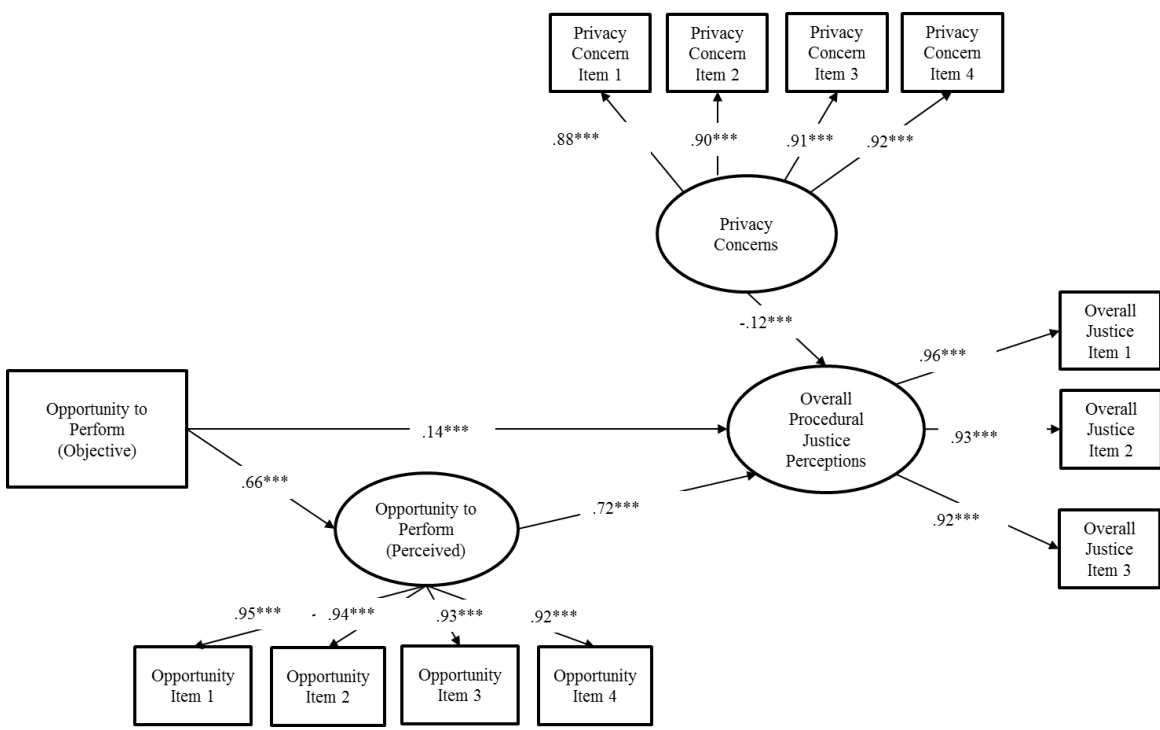 Privacy
Concern
Item 1
Privacy
Concern
Item 2
Privacy
Concern
Item 3
Privacy
Concern
Item 4
.88***
.90***
.91***
.92***
Privacy
Concerns
-.12***
Overall
Justice
Item 1
.96***
Opportunity to
Perform
(Objective)
.14***
Overall
Procedural
Justice
Perceptions
.93***
Overall
Justice
Item 2
.66***
Opportunity to
Perform
(Perceived)
.72***
.92***
Overall
Justice
Item 3
.95***
.94***
.93***
.92***
Opportunity
Item 1
Opportunity
Item 2
Opportunity
Item 3
Opportunity
Item 4